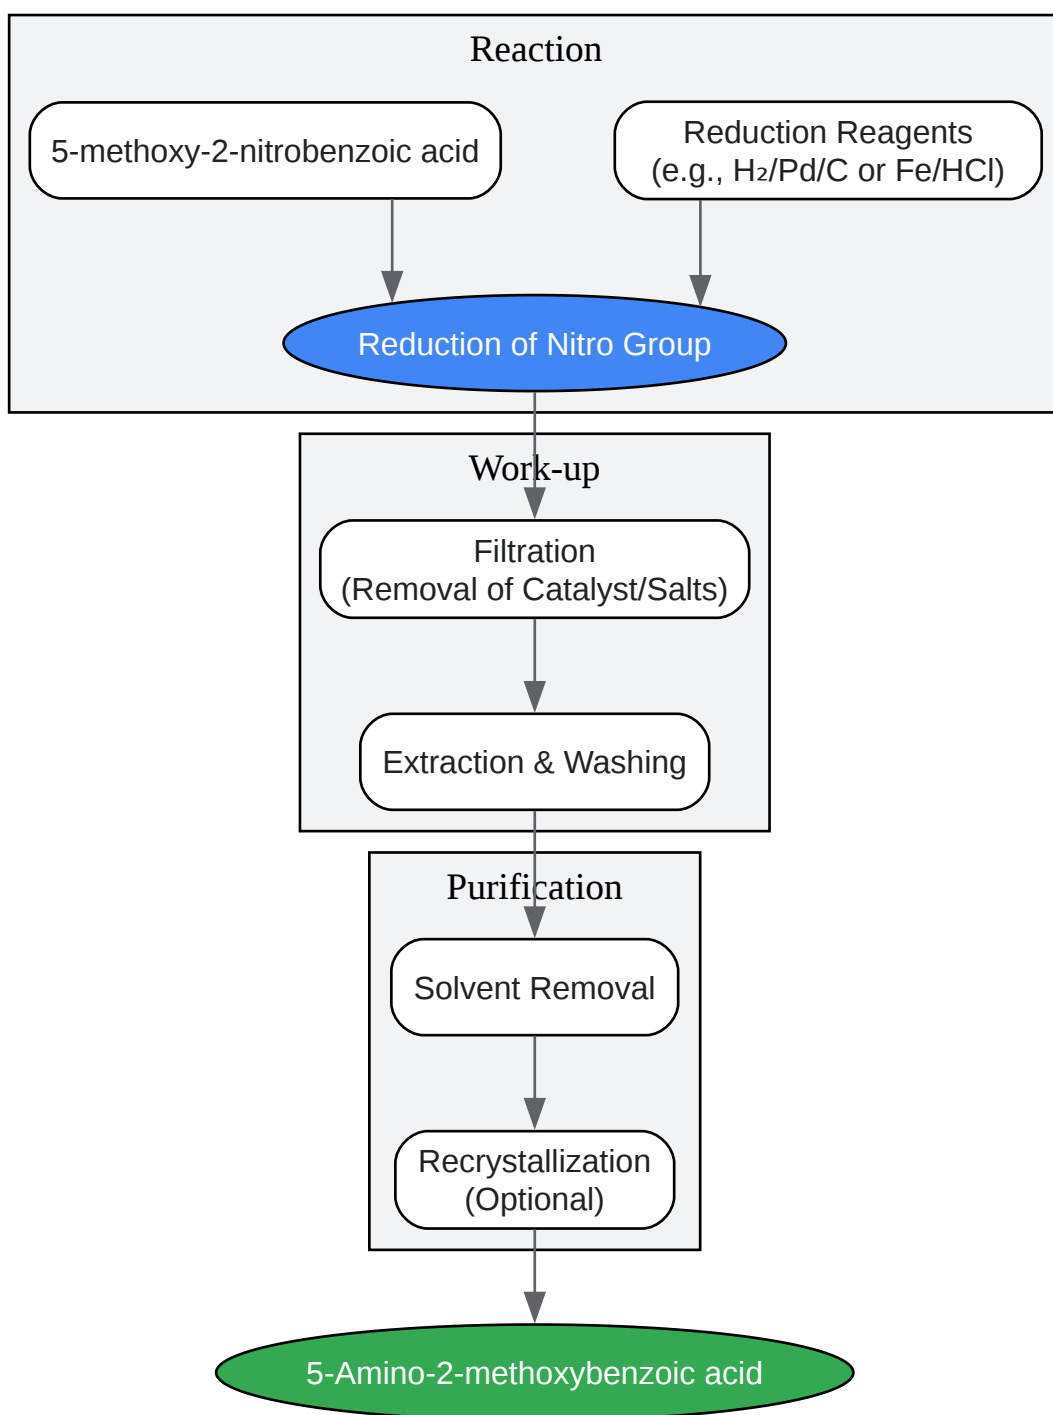 Reaction
5-methoxy-2-nitrobenzoic acid
Reduction Reagents
(e.g., H₂/Pd/C or Fe/HCl)
Reduction of Nitro Group
Work-up
Filtration
(Removal of Catalyst/Salts)
Extraction & Washing
Purification
Solvent Removal
Recrystallization
(Optional)
5-Amino-2-methoxybenzoic acid